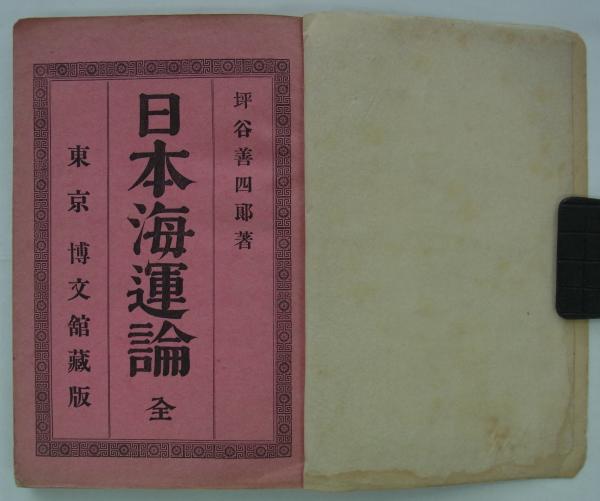 坪谷善四郎著
日本海運論 全
東京 博文館藏版